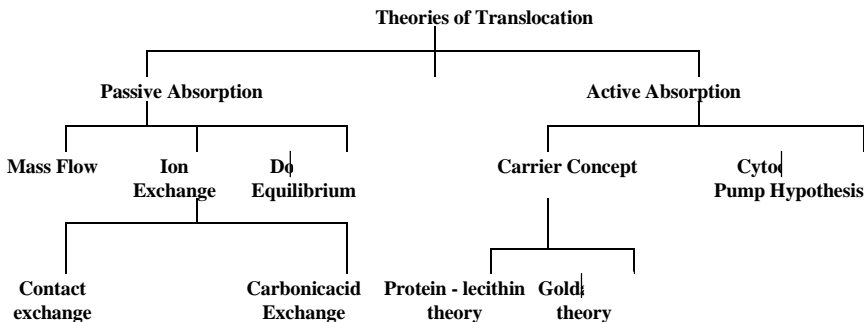 Theories of Translocation
Passive Absorption
Active Absorption
Mass Flow
Ion
Exchange
Do
Equilibrium
Carrier Concept
Pump Hypothesis
Contact
exchange
Carbonicacid
Exchange
Protein - lecithin
theory
theory